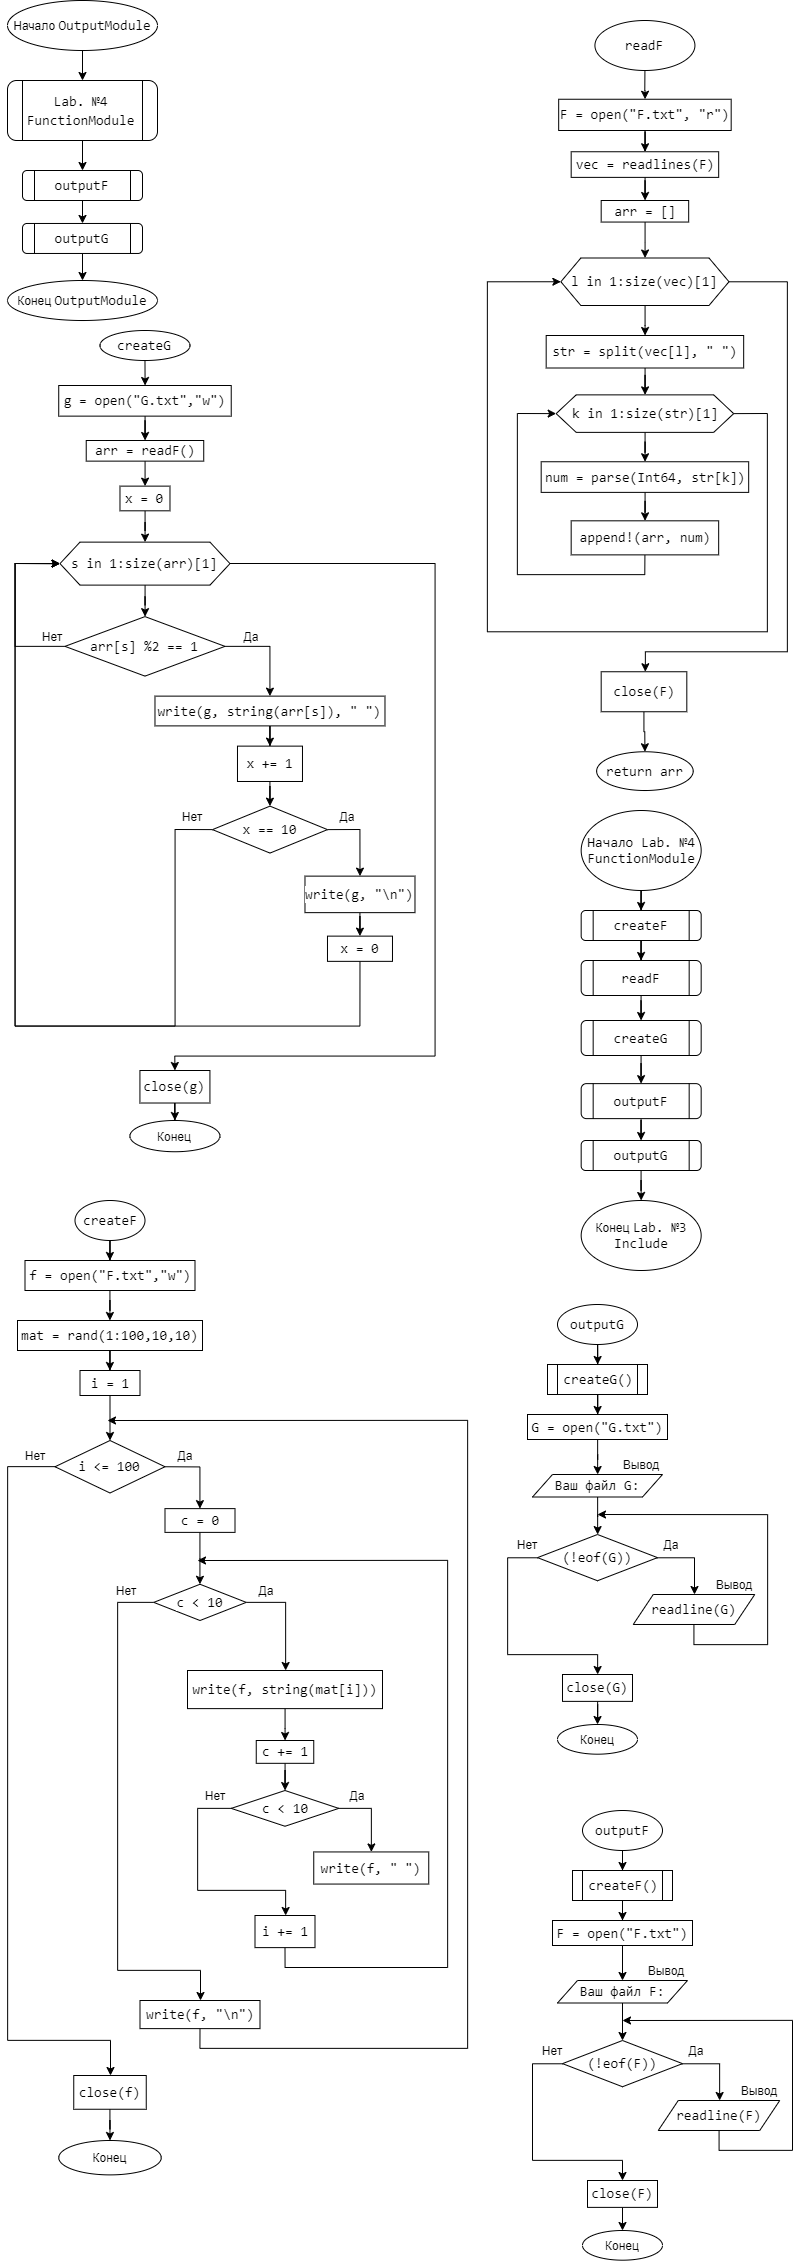 Начало OutputModule
Lab. №4
FunctionModule
outputF
outputG
Конец OutputModule
createG
g = open("G.txt","w")
arr = readF()
x = 0
s in 1:size(arr)[1]
Нет
arr[s] %2 == 1
Да
write(g, string(arr[s]), " ")
x += 1
Нет
x == 10
Да
write(g, "\n")
x = 0
close(g)
Конец
createF
f = open("F.txt","w")
mat = rand(1:100,10,10)
i = 1
Нет
i <= 100
Да
c = 0
Нет
c < 10
Да
write(f, string(mat[i]))
c += 1
Нет
c < 10
Да
write(f, " ")
i += 1
write(f, "\n")
close(f)
Конец
readF
F = open("F.txt", "r")
vec = readlines(F)
arr = []
l in 1:size(vec)[1]
str = split(vec[l], " ")
k in 1:size(str)[1]
num = parse(Int64, str[k])
append!(arr, num)
close(F)
return arr
Начало Lab. №4
FunctionModule
createF
readF
createG
outputF
outputG
Конец Lab. №3
Include
outputG
createG()
G = open("G.txt")
Вывод
Ваш файл G:
Нет
(!eof(G))
Да
Вывод
readline(G)
close(G)
Конец
outputF
createF()
F = open("F.txt")
Вывод
Ваш файл F:
Нет
(!eof(F))
Да
Вывод
readline(F)
close(F)
Конец